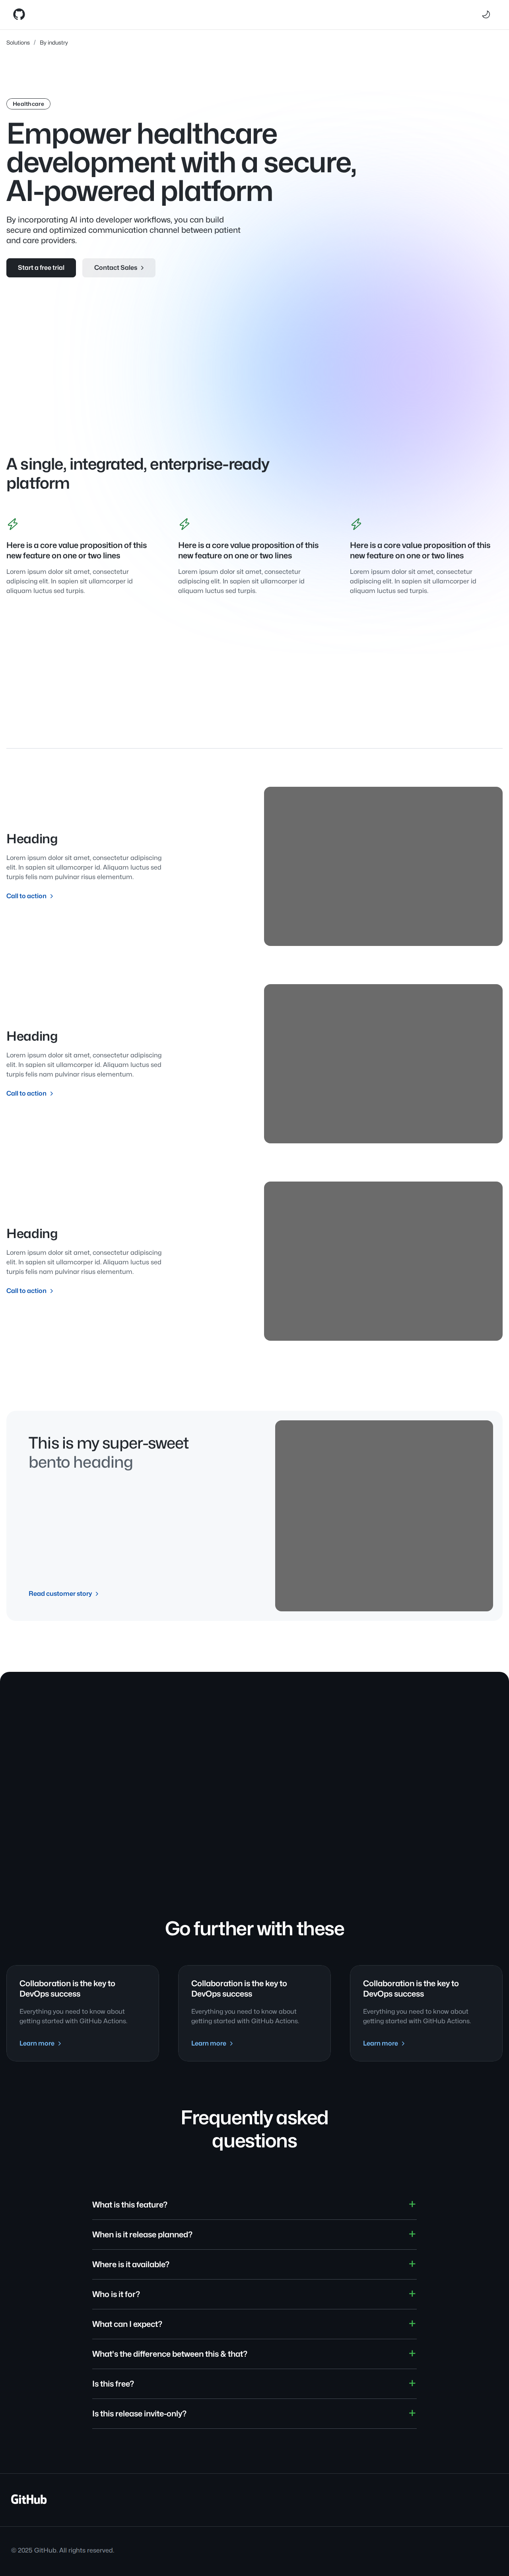 Solutions / By industry
Healthcare
Empower healthcare
development with a secure,
AI-powered platform
By incorporating AI into developer workflows, you can build
secure and optimized communication channel between patient
and care providers.
Start a free trial
Contact Sales
A single, integrated, enterprise-ready
platform
Here is a core value proposition of this
new feature on one or two lines
Lorem ipsum dolor sit amet, consectetur
adipiscing elit. In sapien sit ullamcorper id
aliquam luctus sed turpis.
Here is a core value proposition of this
new feature on one or two lines
Lorem ipsum dolor sit amet, consectetur
adipiscing elit. In sapien sit ullamcorper id
aliquam luctus sed turpis.
Here is a core value proposition of this
new feature on one or two lines
Lorem ipsum dolor sit amet, consectetur
adipiscing elit. In sapien sit ullamcorper id
aliquam luctus sed turpis.
Heading
Lorem ipsum dolor sit amet, consectetur adipiscing
elit. In sapien sit ullamcorper id. Aliquam luctus sed
turpis felis nam pulvinar risus elementum.
Call to action
Heading
Lorem ipsum dolor sit amet, consectetur adipiscing
elit. In sapien sit ullamcorper id. Aliquam luctus sed
turpis felis nam pulvinar risus elementum.
Call to action
Heading
Lorem ipsum dolor sit amet, consectetur adipiscing
elit. In sapien sit ullamcorper id. Aliquam luctus sed
turpis felis nam pulvinar risus elementum.
Call to action
This is my super-sweet
bento heading
Read customer story
Go further with these
Collaboration is the key to
DevOps success
Everything you need to know about
getting started with GitHub Actions.
Learn more
Collaboration is the key to
DevOps success
Everything you need to know about
getting started with GitHub Actions.
Learn more
Collaboration is the key to
DevOps success
Everything you need to know about
getting started with GitHub Actions.
Learn more
Frequently asked
questions
What is this feature?
When is it release planned?
Where is it available?
Who is it for?
What can I expect?
What's the difference between this & that?
Is this free?
Is this release invite-only?
GitHub
© 2025 GitHub. All rights reserved.